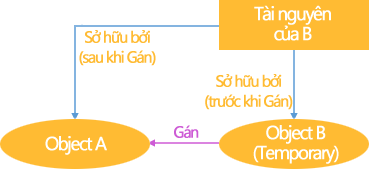 Tài nguyên
của B
Sở hữu bởi
(sau khi Gán)
Sở hữu bởi
(trước khi Gán)
Object A
Gán
Object B
(Temporary)